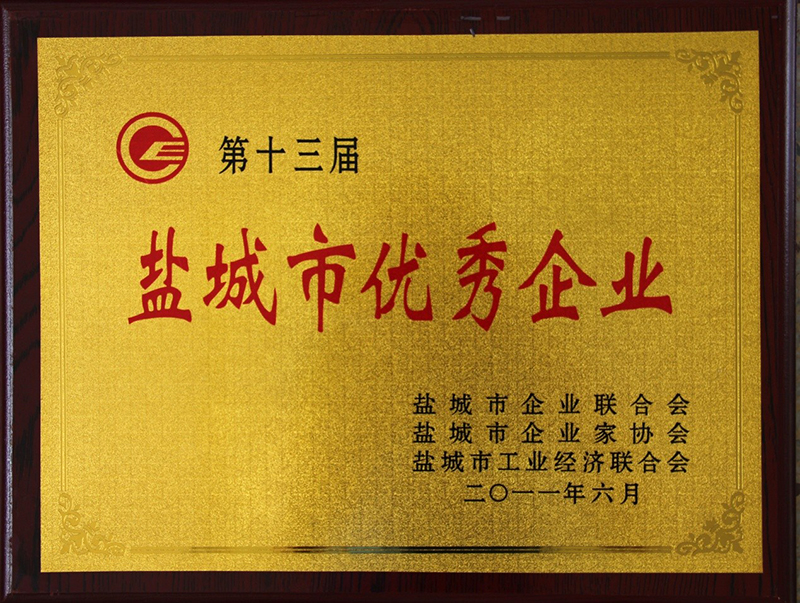 第十三届
盐城市优秀企业
盐城市企业联合会
盐城市企业家协会
盐城市工业经济联合会
二〇一一年六月